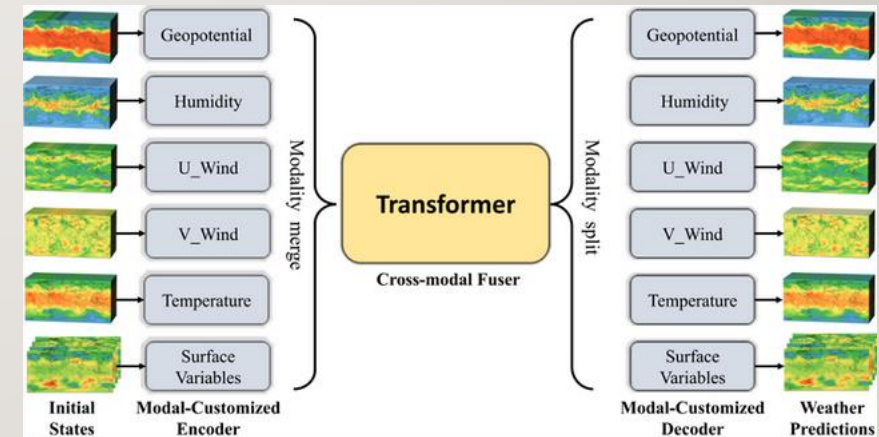 Geopotential
Humidity
U_Wind
V_Wind
Temperature
Surface
Variables
Initial
States
Modal-Customized
Encoder
Modality merge
Transformer
Cross-modal Fuser
Modality split
Geopotential
Humidity
U_Wind
V_Wind
Temperature
Surface
Variables
Modal-Customized
Decoder
Weather
Predictions